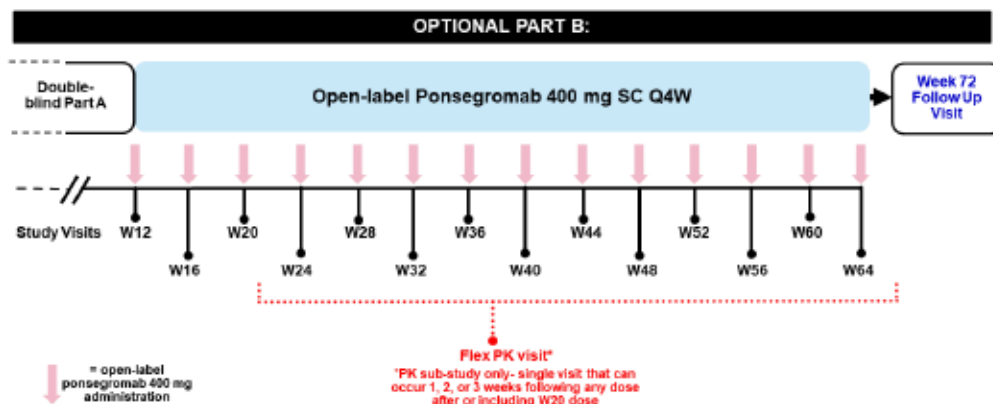 OPTIONAL PART B:
Double-
blind Part A
Open-label Ponsegromab 400 mg SC Q4W
Week 72
Follow Up
Visit
Study Visits
W12
W16
W20
W24
W28
W32
W36
W40
W44
W48
W52
W56
W60
W64
Flex PK visit*
*PK sub-study only- single visit that can
occur 1, 2, or 3 weeks following any dose
after or including W20 dose
= open-label
ponsegromab 400 mg
administration